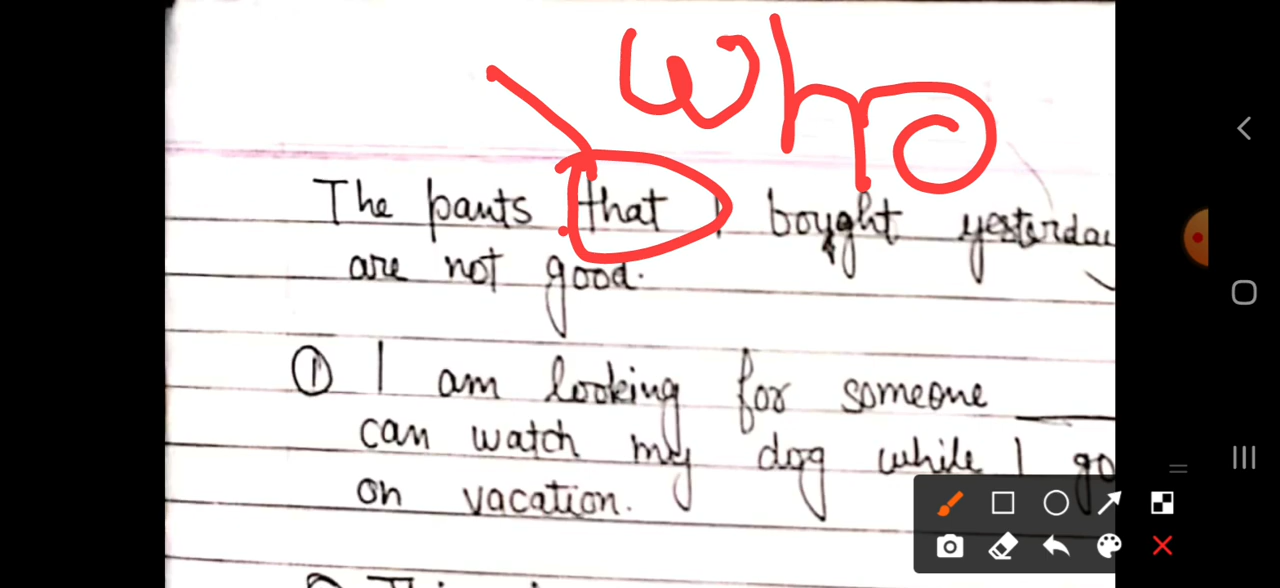 who
The pants that I bought yesterday
are not good.
① I am looking for someone ____
can watch my dog while I go
on vacation.